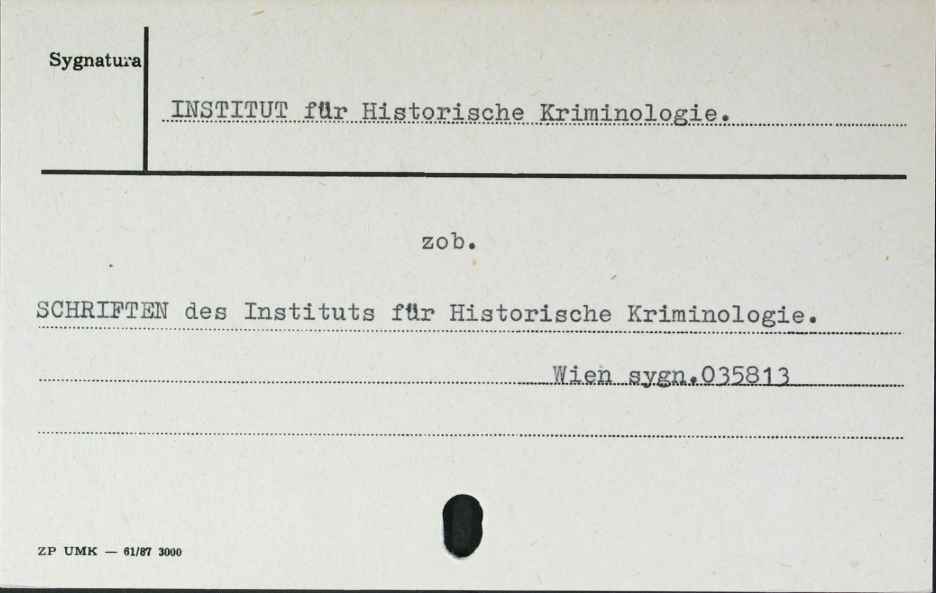 Sygnatura
INSTITUT für Historische Kriminologie.
zob.
SCHRIFTEN des Instituts für Historische Kriminologie.
Wien sygn.035813
ZP UMK — 61/87 3000